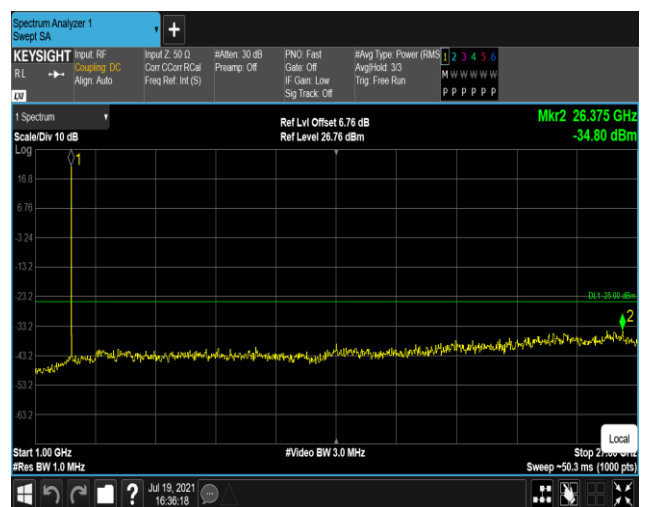 Spectrum Analyzer 1
Swept SA
+
KEYSIGHT
RL
LXI
Input: RF
Coupling: DC
Align: Auto
Input Z: 50 Ω
Corr CCorr RCal
Freq Ref: Int (S)
#Atten: 30 dB
Preamp: Off
PNO: Fast
Gate: Off
IF Gain: Low
Sig Track: Off
#Avg Type: Power (RMS
Avg|Hold: 3/3
Trig: Free Run
1 2 3 4 5 6
M W W W W W
P P P P P P
1 Spectrum
Scale/Div 10 dB
Log
Ref Lvl Offset 6.76 dB
Ref Level 26.76 dBm
Mkr2 26.375 GHz
-34.80 dBm
1
16.8
6.76
-3.24
-13.2
-23.2
DL1 -25.00 dBm
2
-33.2
-43.2
-53.2
-63.2
Local
Start 1.00 GHz
#Video BW 3.0 MHz
#Res BW 1.0 MHz
Sweep ~50.3 ms (1000 pts)
?
Jul 19, 2021
16:36:18